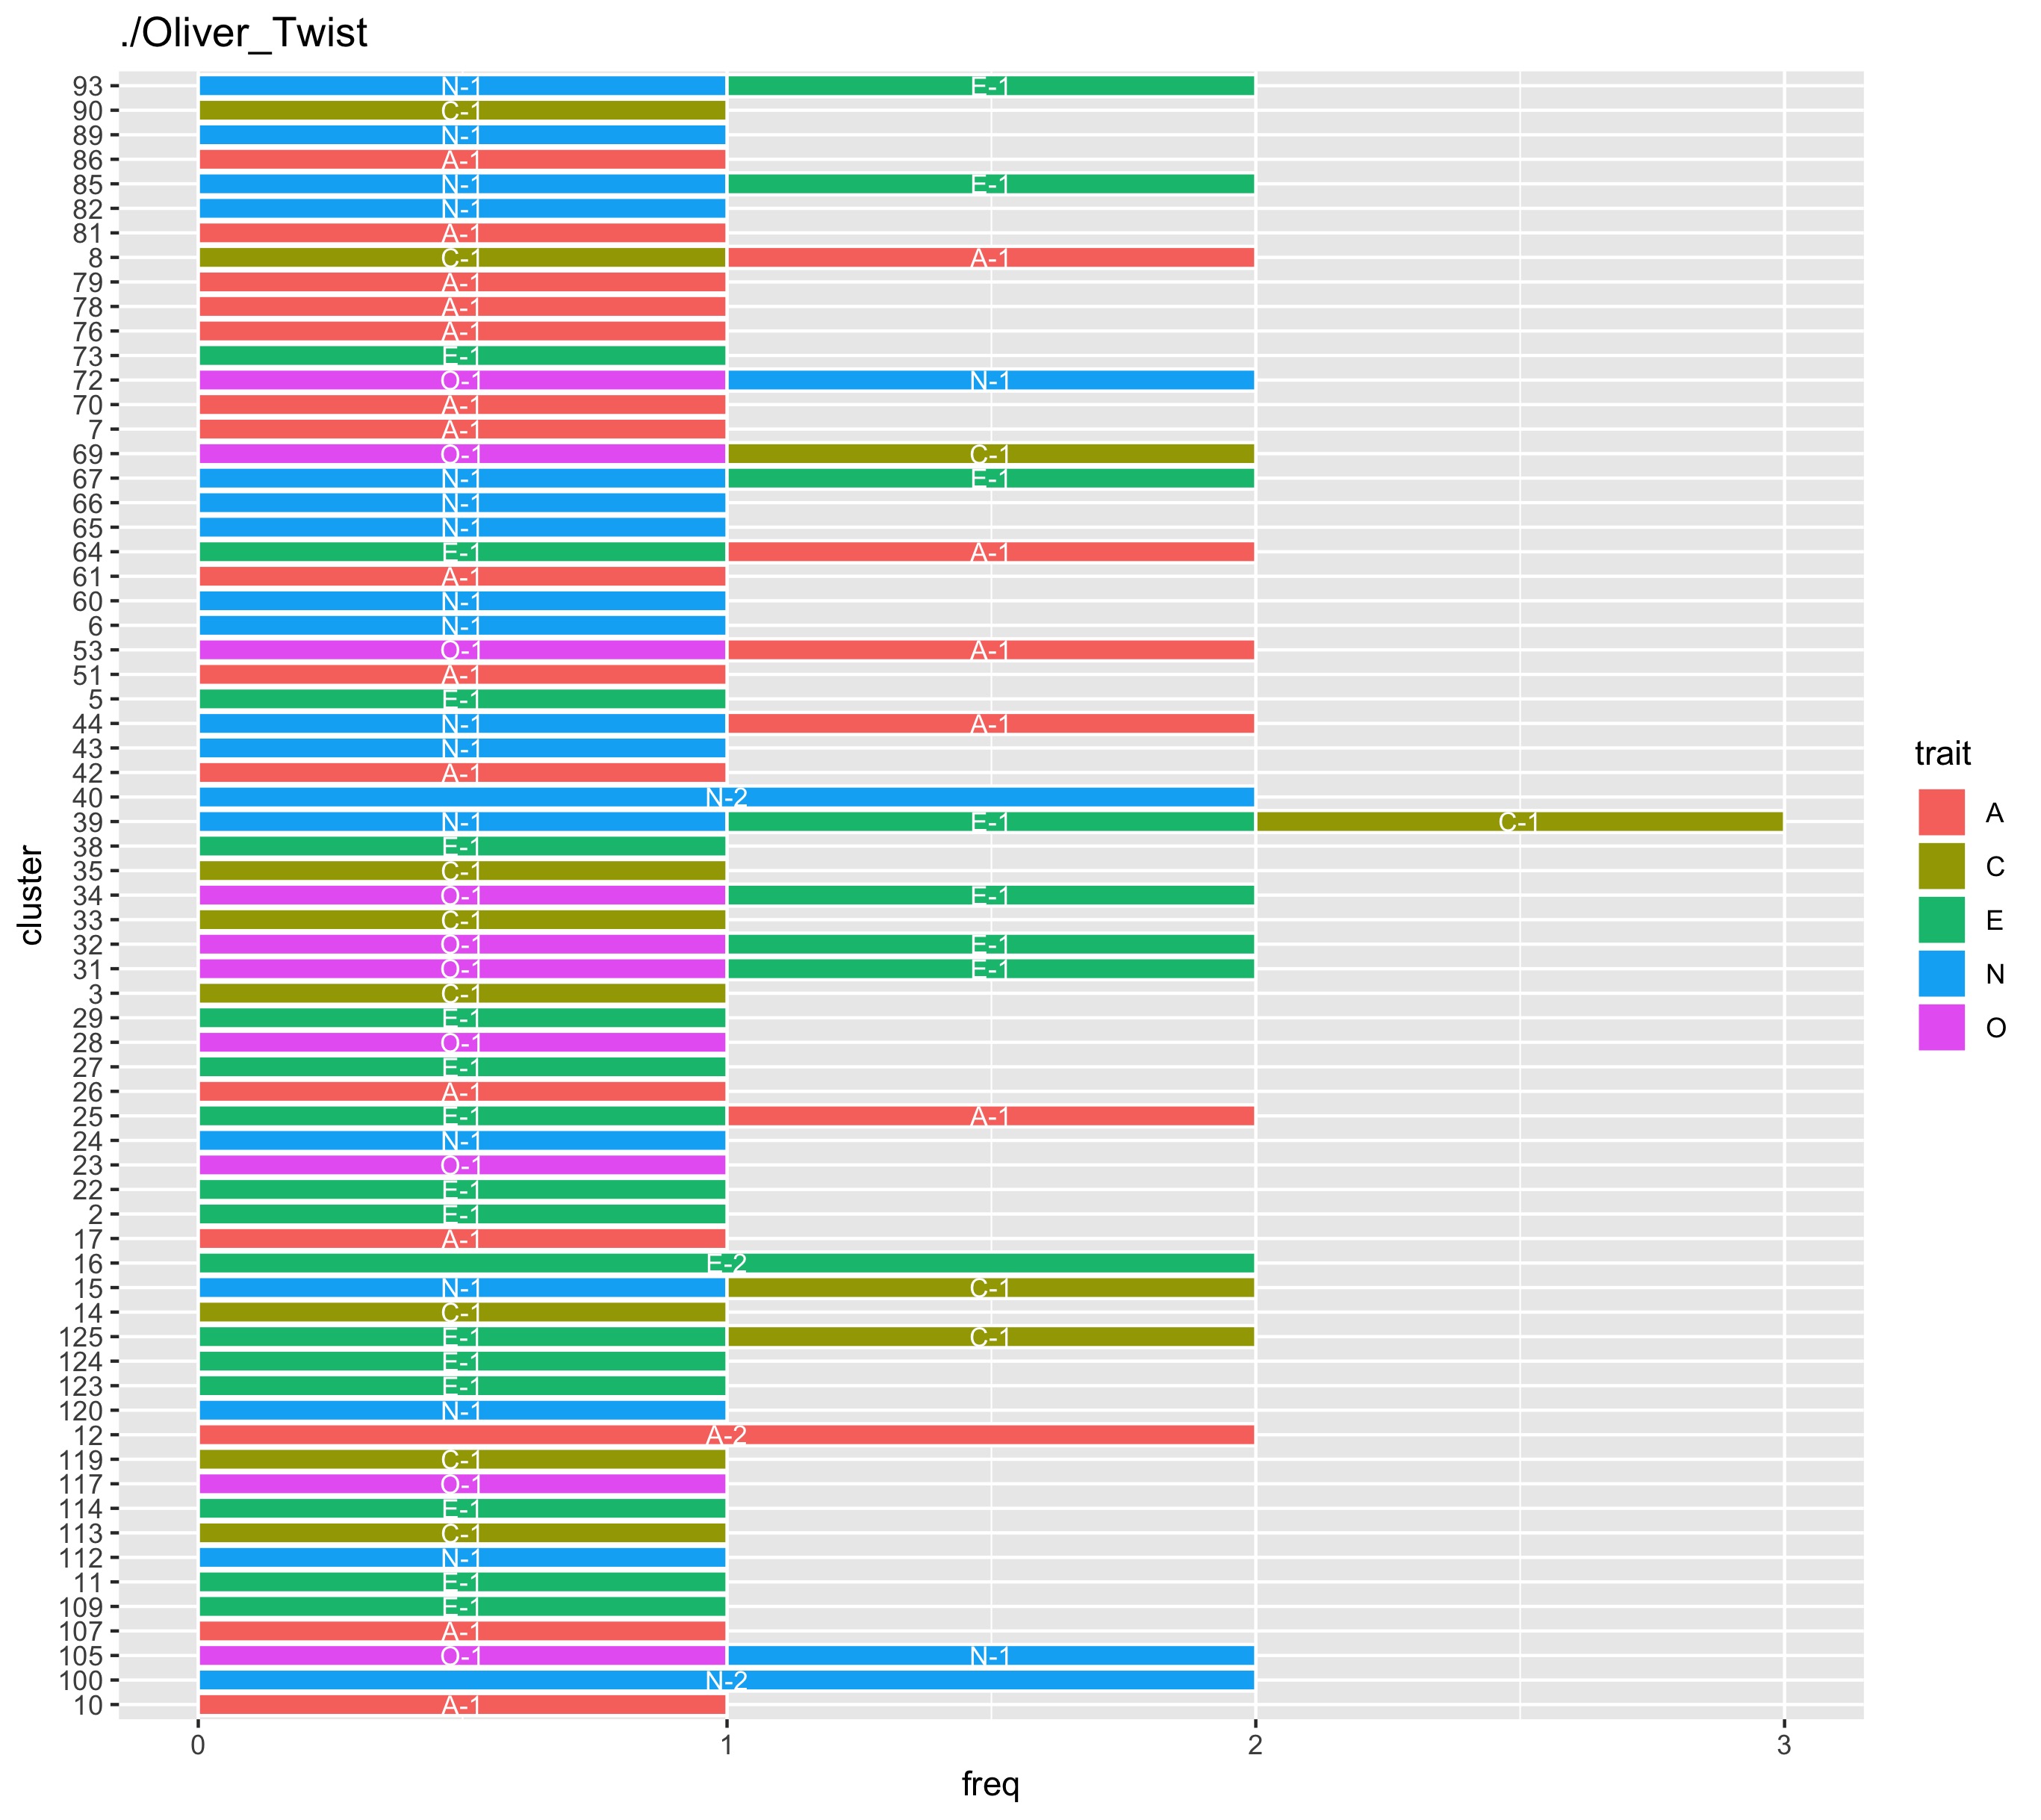 ./Oliver_Twist
93 N-1 E-1
90 C-1
89 N-1
86 A-1
85 N-1 E-1
82 N-1
81 A-1
8 C-1 A-1
79 A-1
78 A-1
76 A-1
73 E-1
72 O-1 N-1
70 A-1
7 A-1
69 O-1 C-1
67 N-1 E-1
66 N-1
65 N-1
64 E-1 A-1
61 A-1
60 N-1
6 N-1
53 O-1 A-1
51 A-1
5 E-1
44 N-1 A-1
43 N-1
42 A-1
40 N-2
39 N-1 E-1 C-1
38 E-1
35 C-1
34 O-1 E-1
33 C-1
32 O-1 E-1
31 O-1 E-1
3 C-1
29 E-1
28 O-1
27 E-1
26 A-1
25 E-1 A-1
24 N-1
23 O-1
22 E-1
2 E-1
17 A-1
16 E-2
15 N-1 C-1
14 C-1
125 E-1 C-1
124 E-1
123 E-1
120 N-1
12 A-2
119 C-1
117 O-1
114 E-1
113 C-1
112 N-1
11 E-1
109 E-1
107 A-1
105 O-1 N-1
100 N-2
10 A-1
0 1 2 3
freq
cluster
trait
A
C
E
N
O